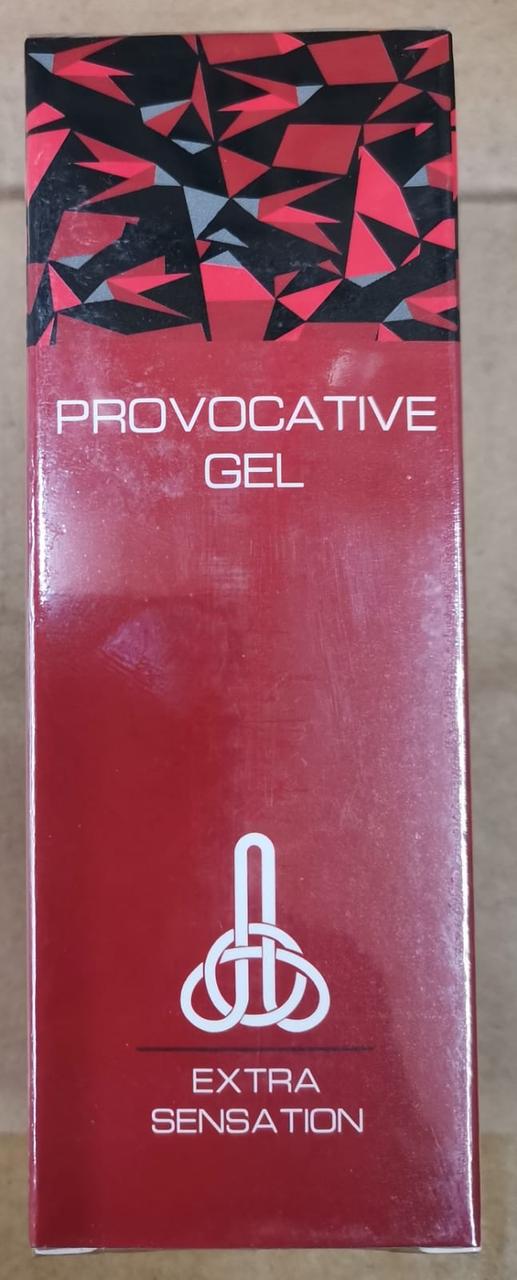 PROVOCATIVE
GEL
EXTRA
SENSATION